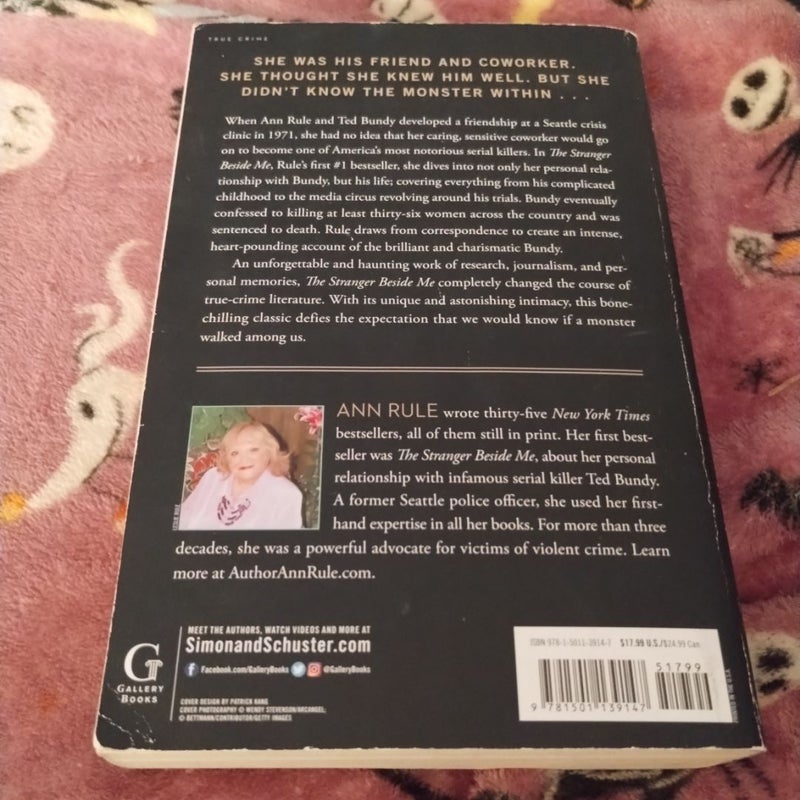 TRUE CRIME
SHE WAS HIS FRIEND AND COWORKER.
SHE THOUGHT SHE KNEW HIM WELL. BUT SHE
DIDN'T KNOW THE MONSTER WITHIN . . .
When Ann Rule and Ted Bundy developed a friendship at a Seattle crisis
clinic in 1971, she had no idea that her caring, sensitive coworker would go
on to become one of America's most notorious serial killers. In The Stranger
Beside Me, Rule's first #1 bestseller, she dives into not only her personal rela-
tionship with Bundy, but his life; covering everything from his complicated
childhood to the media circus revolving around his trials. Bundy eventually
confessed to killing at least thirty-six women across the country and was
sentenced to death. Rule draws from correspondence to create an intense,
heart-pounding account of the brilliant and charismatic Bundy.
An unforgettable and haunting work of research, journalism, and per-
sonal memories, The Stranger Beside Me completely changed the course of
true-crime literature. With its unique and astonishing intimacy, this bone-
chilling classic defies the expectation that we would know if a monster
walked among us.
ANN RULE wrote thirty-five New York Times
bestsellers, all of them still in print. Her first best-
seller was The Stranger Beside Me, about her personal
relationship with infamous serial killer Ted Bundy.
A former Seattle police officer, she used her first-
hand expertise in all her books. For more than three
decades, she was a powerful advocate for victims of violent crime. Learn
more at AuthorAnnRule.com.
LESLIE RULE
MEET THE AUTHORS, WATCH VIDEOS AND MORE AT
SimonandSchuster.com
Facebook.com/GalleryBooks @GalleryBooks
G
GALLERY
BOOKS
COVER DESIGN BY PATRICK KANG
COVER PHOTOGRAPHY © WENDY STEVENSON/ARCANGEL;
© BETTMANN/CONTRIBUTOR/GETTY IMAGES
ISBN 978-1-5011-3914-7 $17.99 U.S./$24.99 Can.
51799
9 781501 139147
PRINTED IN THE U.S.A.